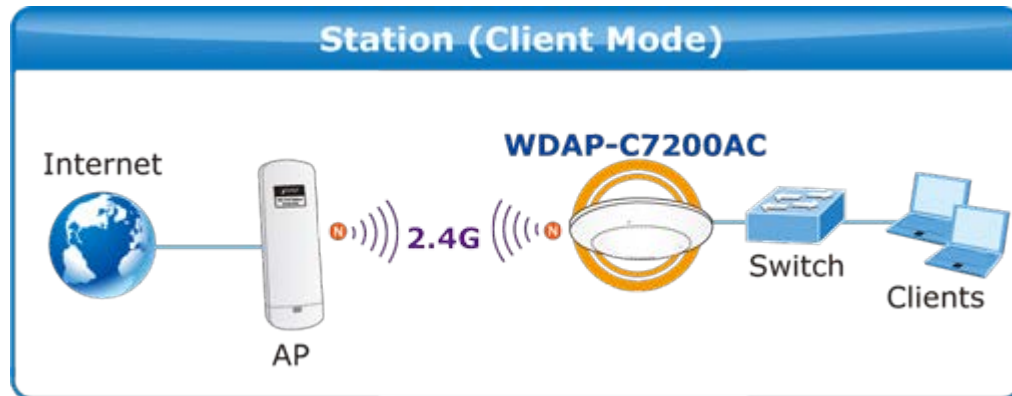 Station (Client Mode)
WDAP-C7200AC
Internet
N
2.4G
N
Switch
Clients
AP